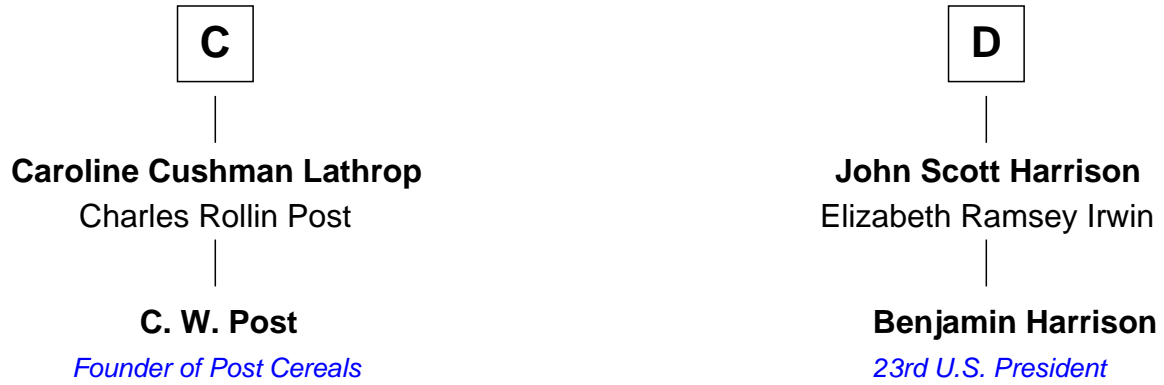 C
Caroline Cushman Lathrop
Charles Rollin Post
C. W. Post
Founder of Post Cereals
D
John Scott Harrison
Elizabeth Ramsey Irwin
Benjamin Harrison
23rd U.S. President